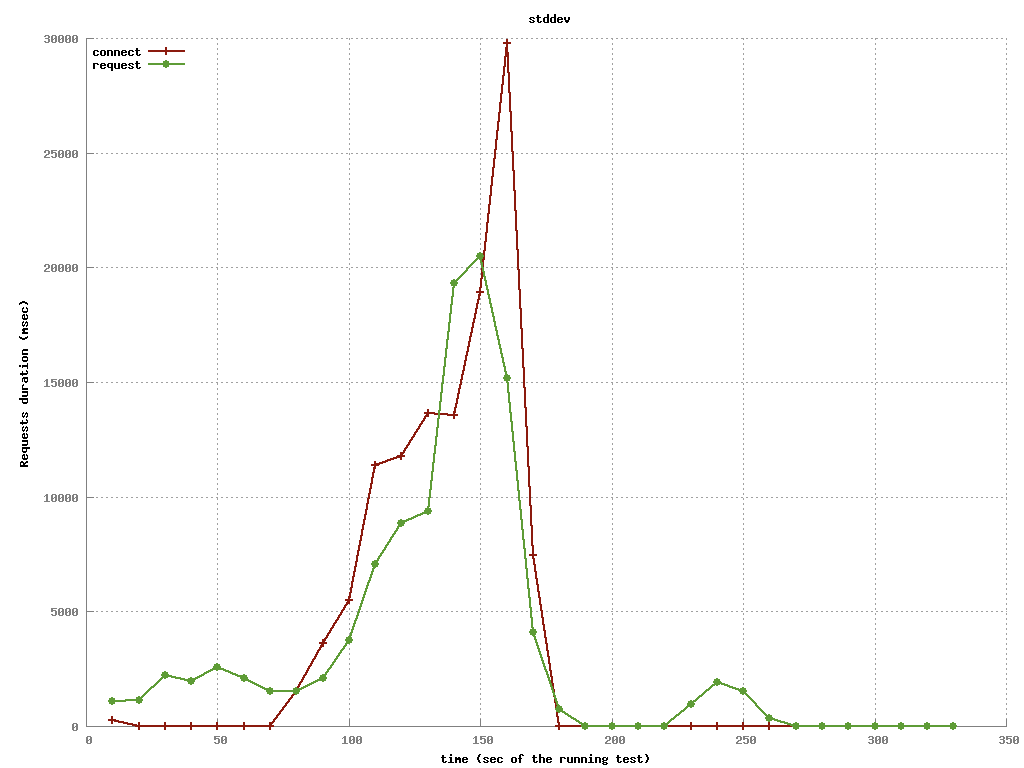 stddev
30000
connect
request
25000
20000
15000
10000
5000
0
Requests duration (msec)
0 50 100 150 200 250 300 350
time (sec of the running test)